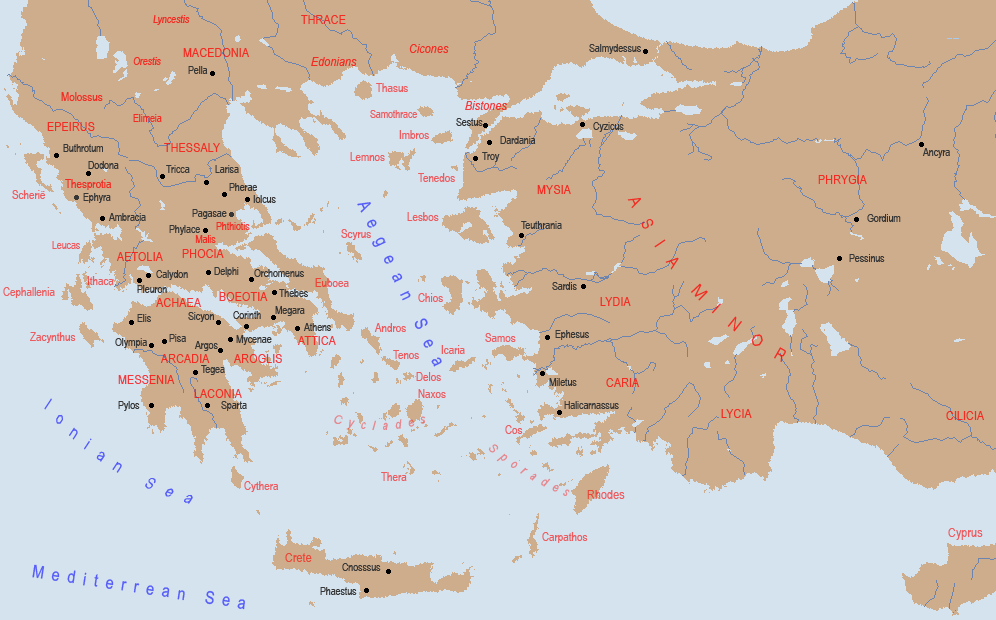 Lyncestis
THRACE
Cicones
Salmydessus
MACEDONIA
Orestis
Edonians
Pella
Thasus
Molossus
Bistones
Samothrace
Elimeia
Sestus
EPEIRUS
Cyzicus
Imbros
Dardania
Buthrotum
THESSALY
Ancyra
Lemnos
Troy
Dodona
Tricca
Larisa
Tenedos
PHRYGIA
Thesprotia
Pherae
MYSIA
Scherië
Ephyra
Iolcus
Ambracia
Pagasae
Lesbos
Gordium
Phylace
Phthiotis
Teuthrania
Scyrus
Malis
Leucas
AETOLIA
PHOCIA
Pessinus
Aegean Sea
ASIA MINOR
Calydon
Delphi
Orchomenus
Ithaca
Euboea
Sardis
Pleuron
Cephallenia
Thebes
BOEOTIA
Chios
ACHAEA
LYDIA
Megara
Elis
Sicyon
Corinth
Athens
Andros
Zacynthus
Ephesus
Olympia
Pisa
Mycenae
ATTICA
Samos
Argos
Icaria
Tenos
ARCADIA
AROGLIS
Tegea
Delos
MESSENIA
Miletus
CARIA
LACONIA
Naxos
Pylos
Sparta
Halicarnassus
LYCIA
CILICIA
Cyclades
Cos
Ionian Sea
Sporades
Thera
Cythera
Rhodes
Cyprus
Carpathos
Crete
Cnosssus
Mediterrean Sea
Phaestus